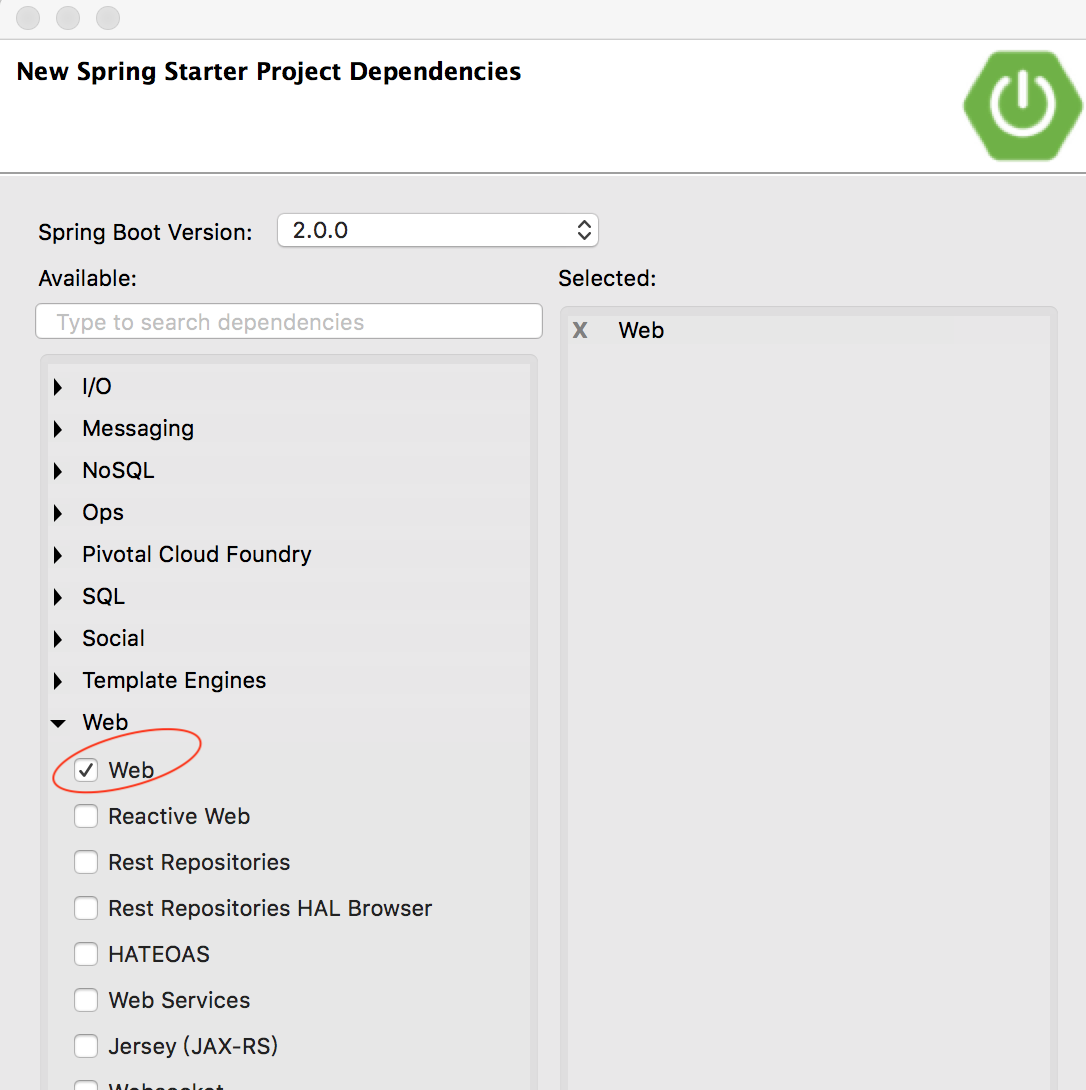 New Spring Starter Project Dependencies
Spring Boot Version: 2.0.0
Available:
Selected:
Type to search dependencies
X Web
I/O
Messaging
NoSQL
Ops
Pivotal Cloud Foundry
SQL
Social
Template Engines
Web
Web
Reactive Web
Rest Repositories
Rest Repositories HAL Browser
HATEOAS
Web Services
Jersey (JAX-RS)
Websocket